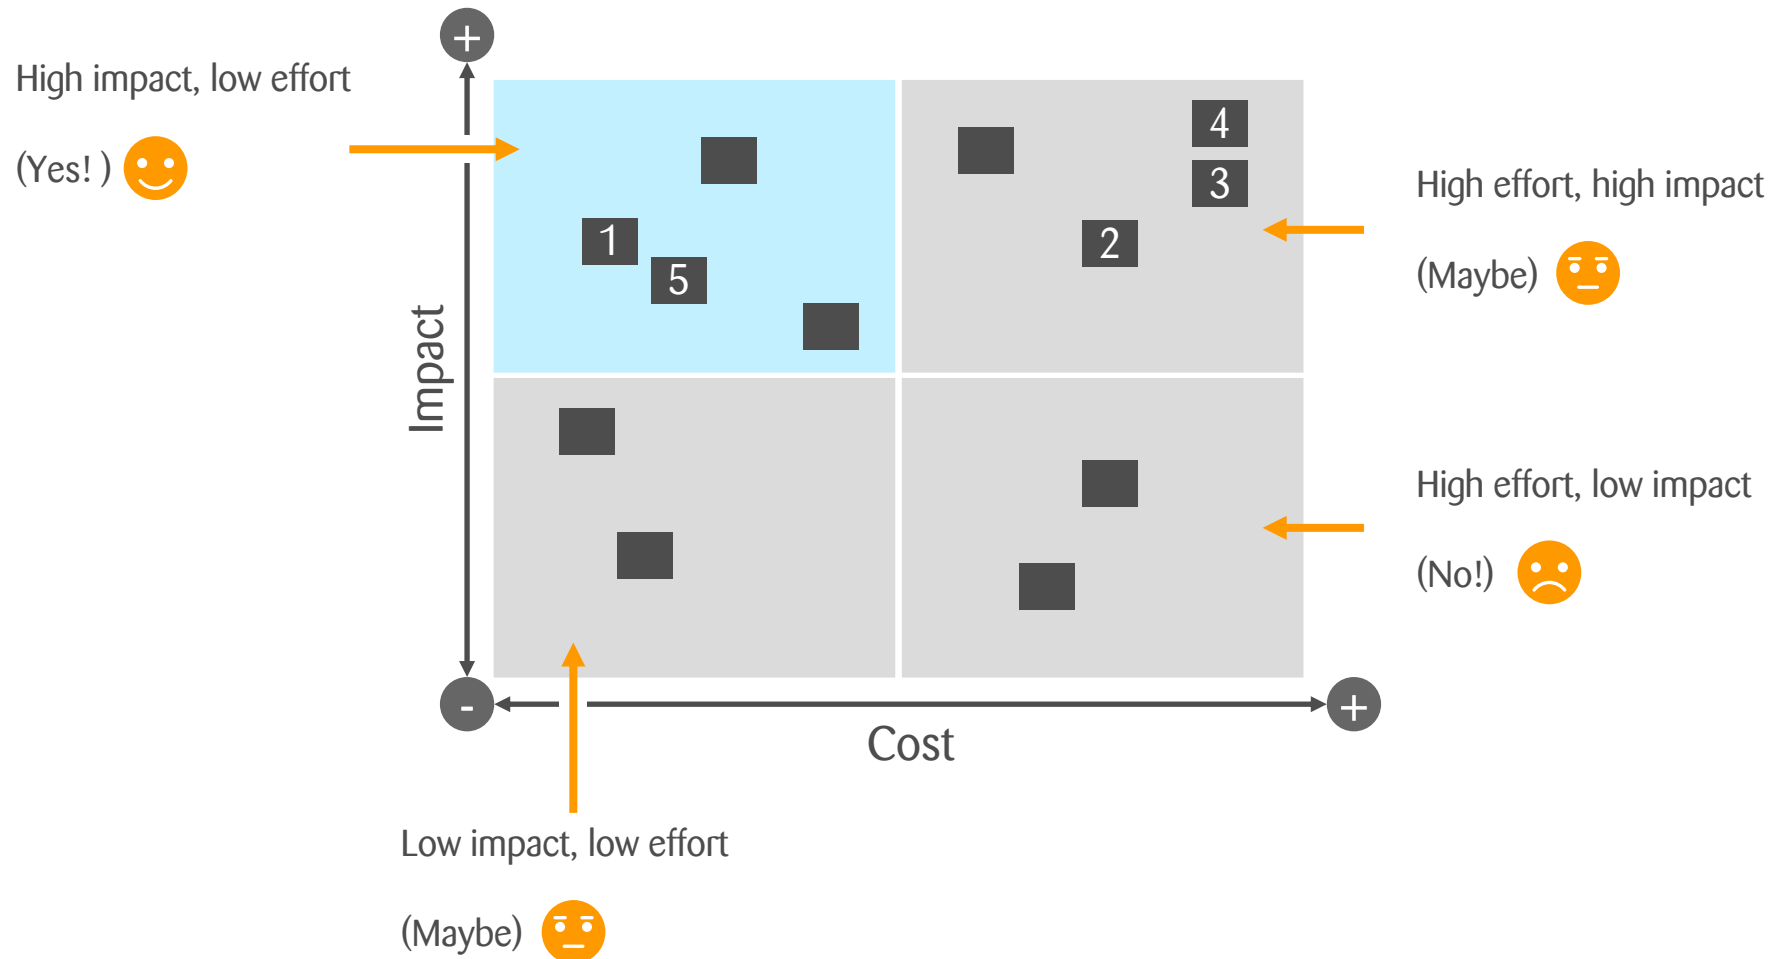 +
High impact, low effort
(Yes! )
4
3
High effort, high impact
1
2
(Maybe)
5
Impact
High effort, low impact
(No!)
-
+
Cost
Low impact, low effort
(Maybe)